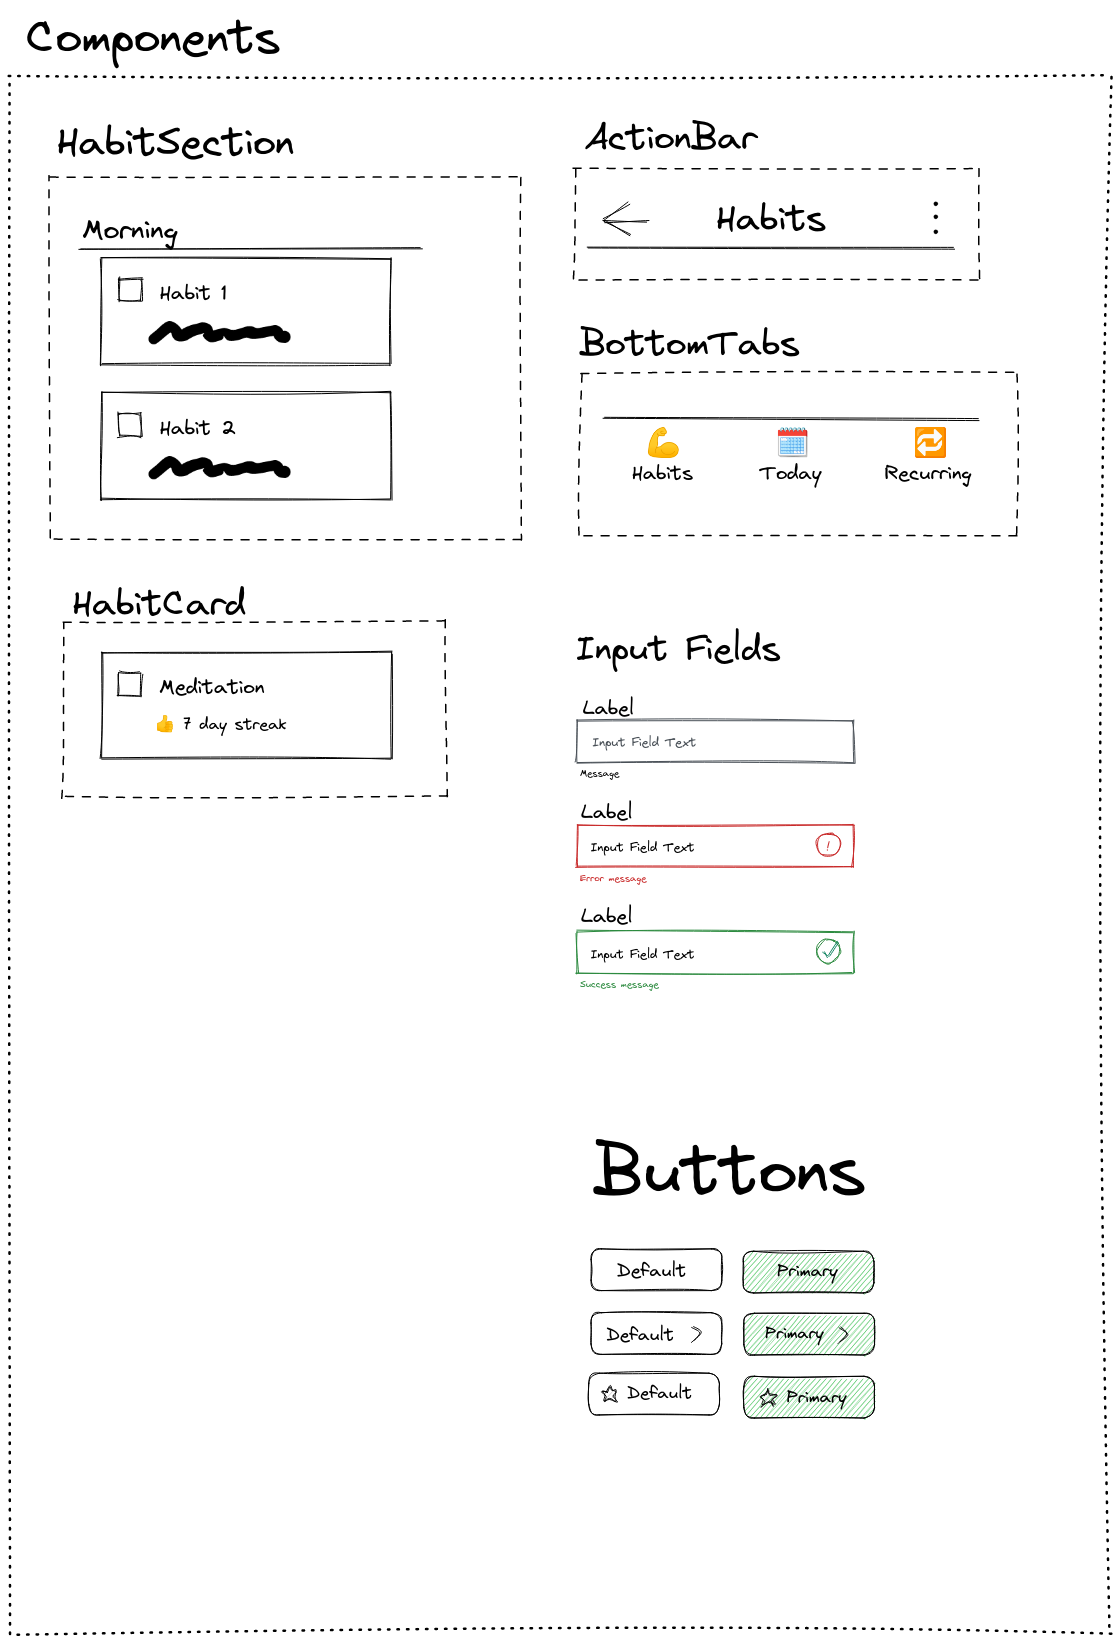 Components
HabitSection
Morning
Habit 1
Habit 2
HabitCard
Meditation
👍 7 day streak
ActionBar
Habits
BottomTabs
Habits Today Recurring
Input Fields
Label
Input Field Text
Message
Label
Input Field Text
!
Error message
Label
Input Field Text
Success message
Buttons
Default Primary
Default Primary
Default Primary